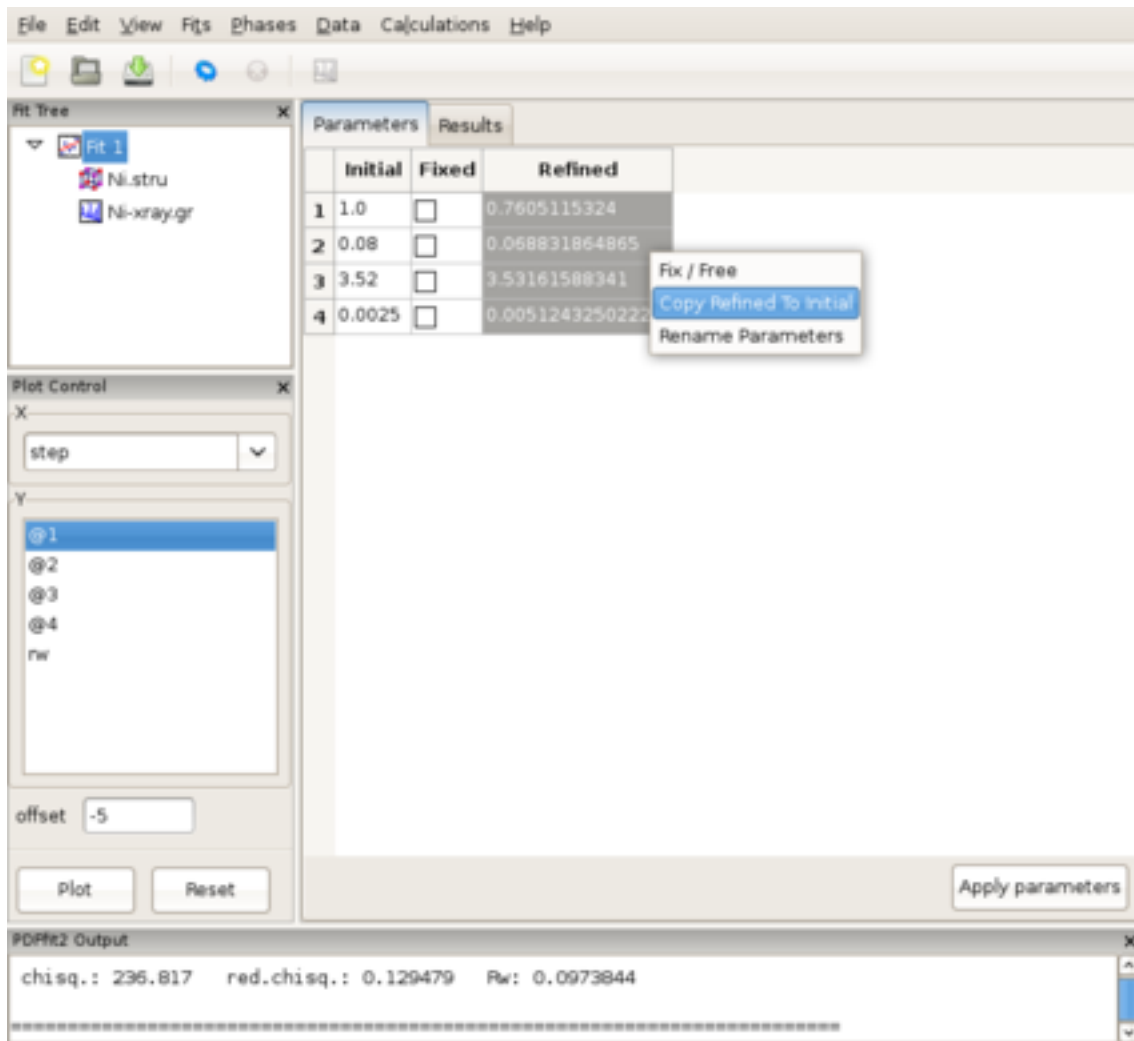 File Edit View Fits Phases Data Calculations Help
Fit Tree
Fit 1
Ni.stru
Ni-xray.gr
Parameters Results
Initial Fixed Refined
1 1.0 0.7605115324
2 0.08 0.068831864865
3 3.52 3.53161588341
4 0.0025 0.0051243250222
Fix / Free
Copy Refined To Initial
Rename Parameters
Plot Control
X
step
Y
@1
@2
@3
@4
rw
offset -5
Plot Reset
Apply parameters
PDFfit2 Output
chisq.: 236.817 red.chisq.: 0.129479 Rw: 0.0973844
==========================================================================